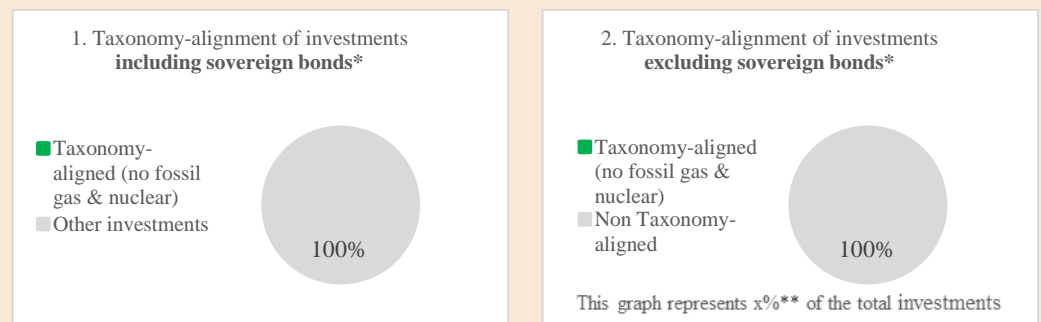 1. Taxonomy-alignment of investments
including sovereign bonds*
Taxonomy-
aligned (no fossil
gas & nuclear)
Other investments
100%
2. Taxonomy-alignment of investments
excluding sovereign bonds*
Taxonomy-aligned
(no fossil gas &
nuclear)
Non Taxonomy-
aligned
100%
This graph represents x%** of the total investments